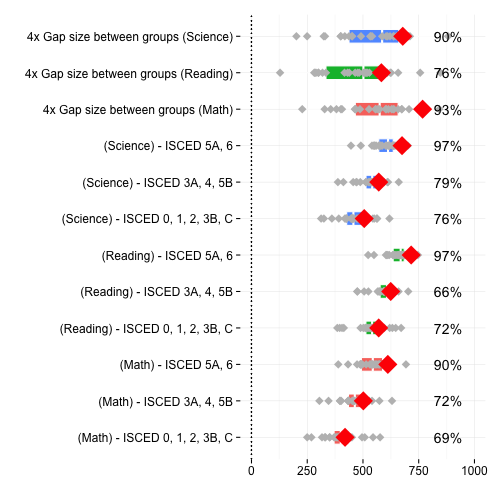 4x Gap size between groups (Science) 90%
4x Gap size between groups (Reading) 76%
4x Gap size between groups (Math) 93%
(Science) - ISCED 5A, 6 97%
(Science) - ISCED 3A, 4, 5B 79%
(Science) - ISCED 0, 1, 2, 3B, C 76%
(Reading) - ISCED 5A, 6 97%
(Reading) - ISCED 3A, 4, 5B 66%
(Reading) - ISCED 0, 1, 2, 3B, C 72%
(Math) - ISCED 5A, 6 90%
(Math) - ISCED 3A, 4, 5B 72%
(Math) - ISCED 0, 1, 2, 3B, C 69%
0 250 500 750 1000